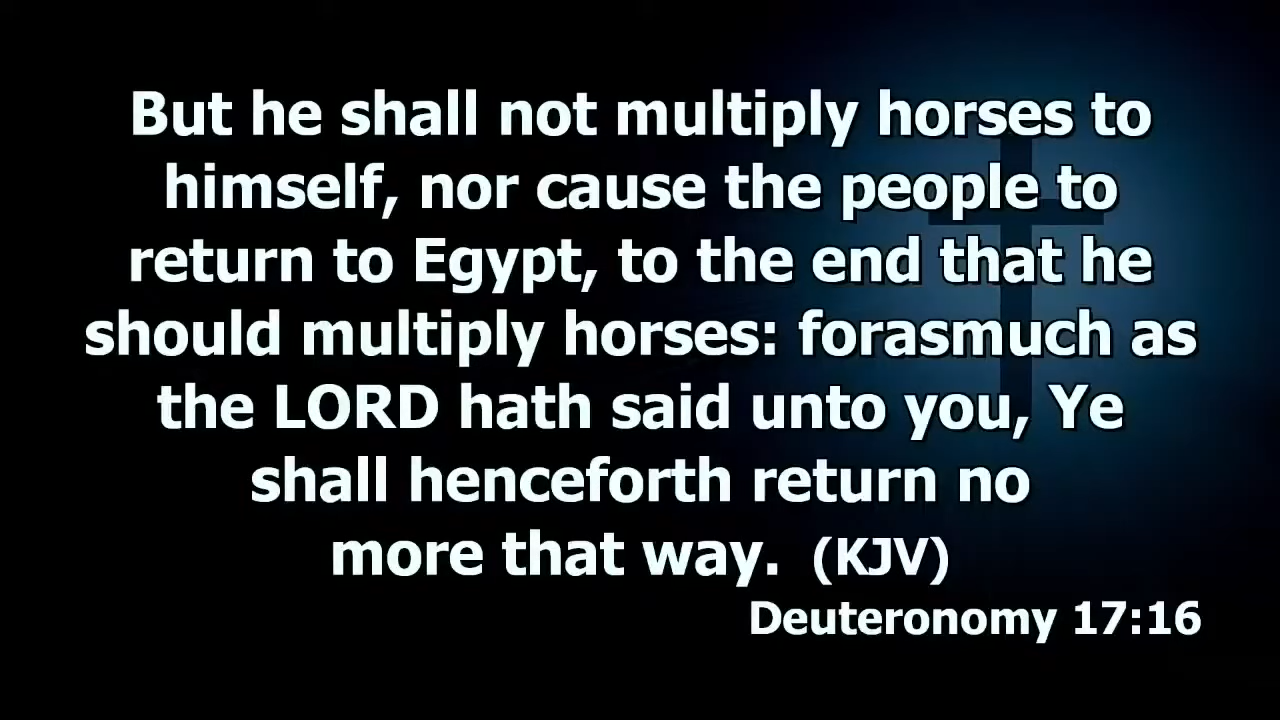 But he shall not multiply horses to
himself, nor cause the people to
return to Egypt, to the end that he
should multiply horses: forasmuch as
the LORD hath said unto you, Ye
shall henceforth return no
more that way. (KJV)
Deuteronomy 17:16